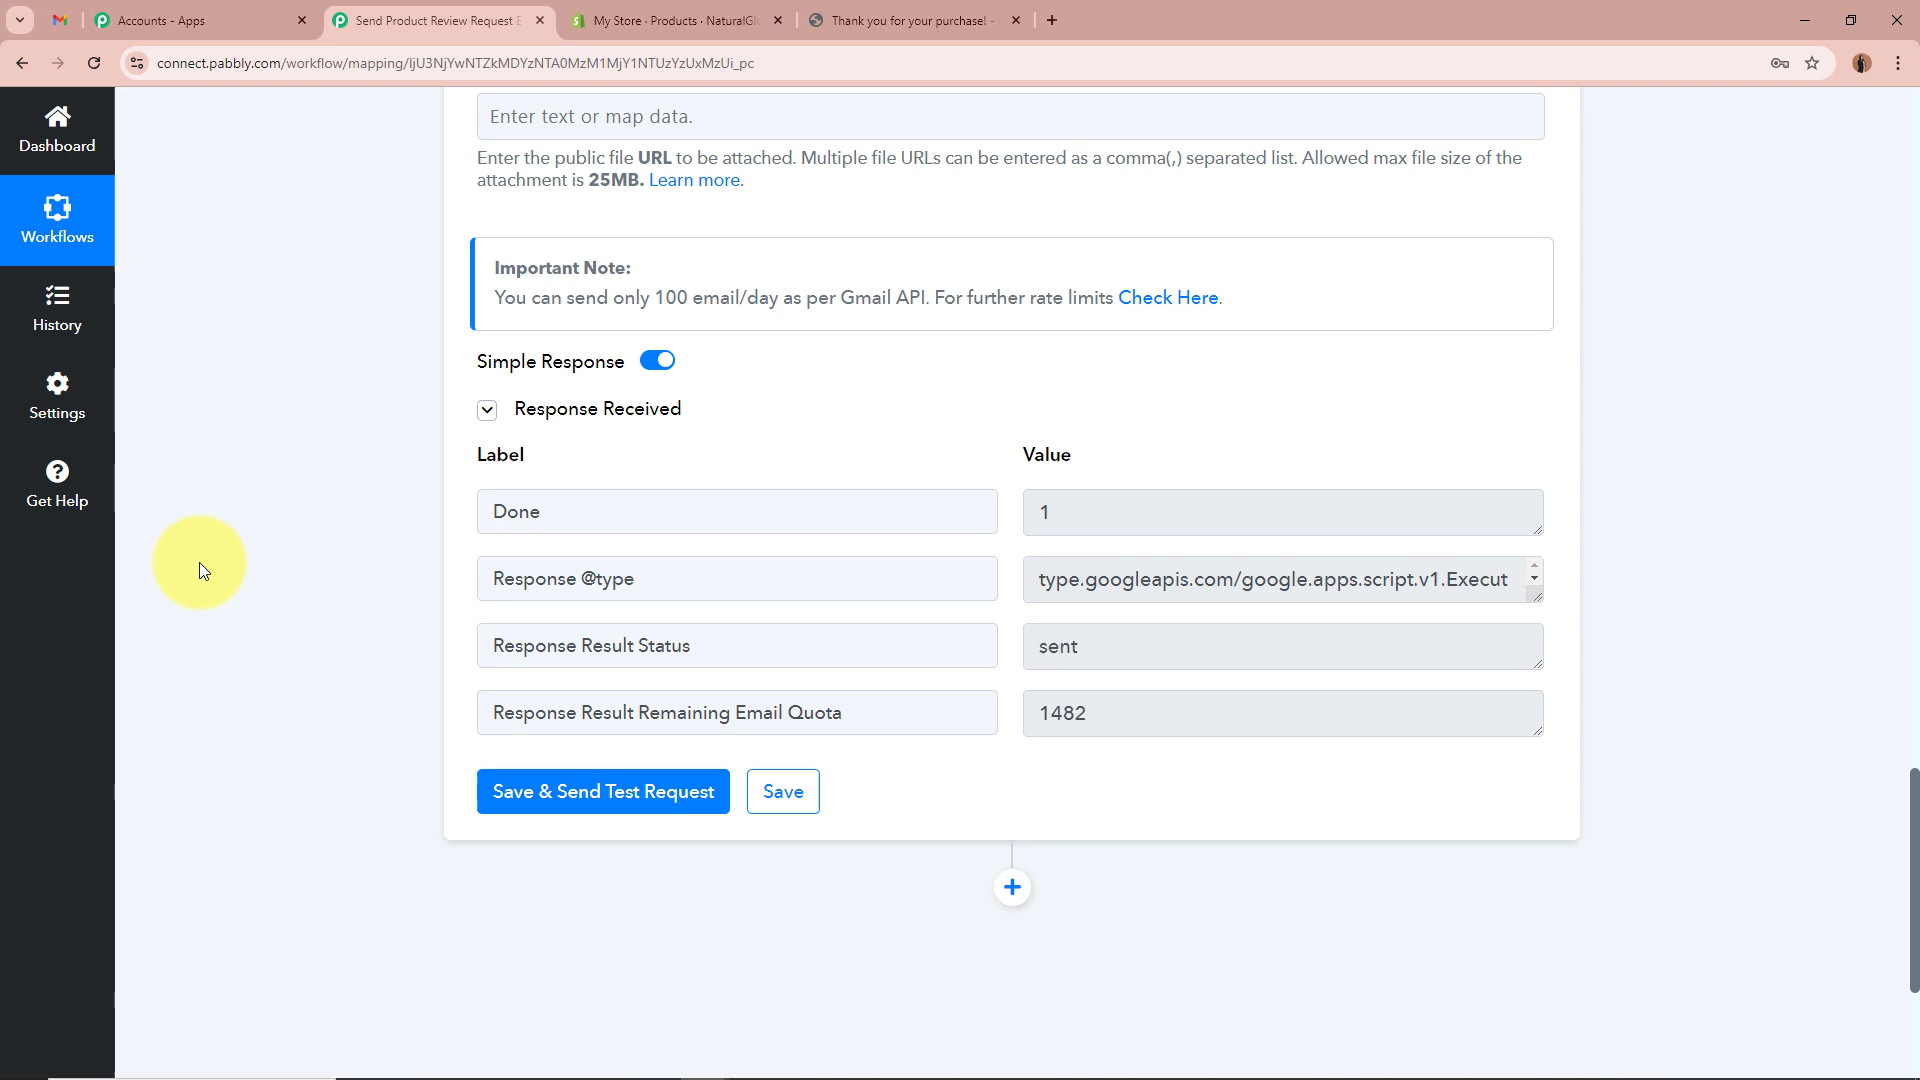 Accounts - Apps
Send Product Review Request E
My Store · Products · NaturalGl
Thank you for your purchase! -
connect.pabbly.com/workflow/mapping/IjU3NjYwNTZkMDYzNTA0MzM1MjY1NTUzYzUxMzUi_pc
Dashboard
Workflows
History
Settings
Get Help
Enter text or map data.
Enter the public file URL to be attached. Multiple file URLs can be entered as a comma(,) separated list. Allowed max file size of the
attachment is 25MB. Learn more.
Important Note:
You can send only 100 email/day as per Gmail API. For further rate limits Check Here.
Simple Response
Response Received
Label Value
Done 1
Response @type type.googleapis.com/google.apps.script.v1.Execut
Response Result Status sent
Response Result Remaining Email Quota 1482
Save & Send Test Request Save